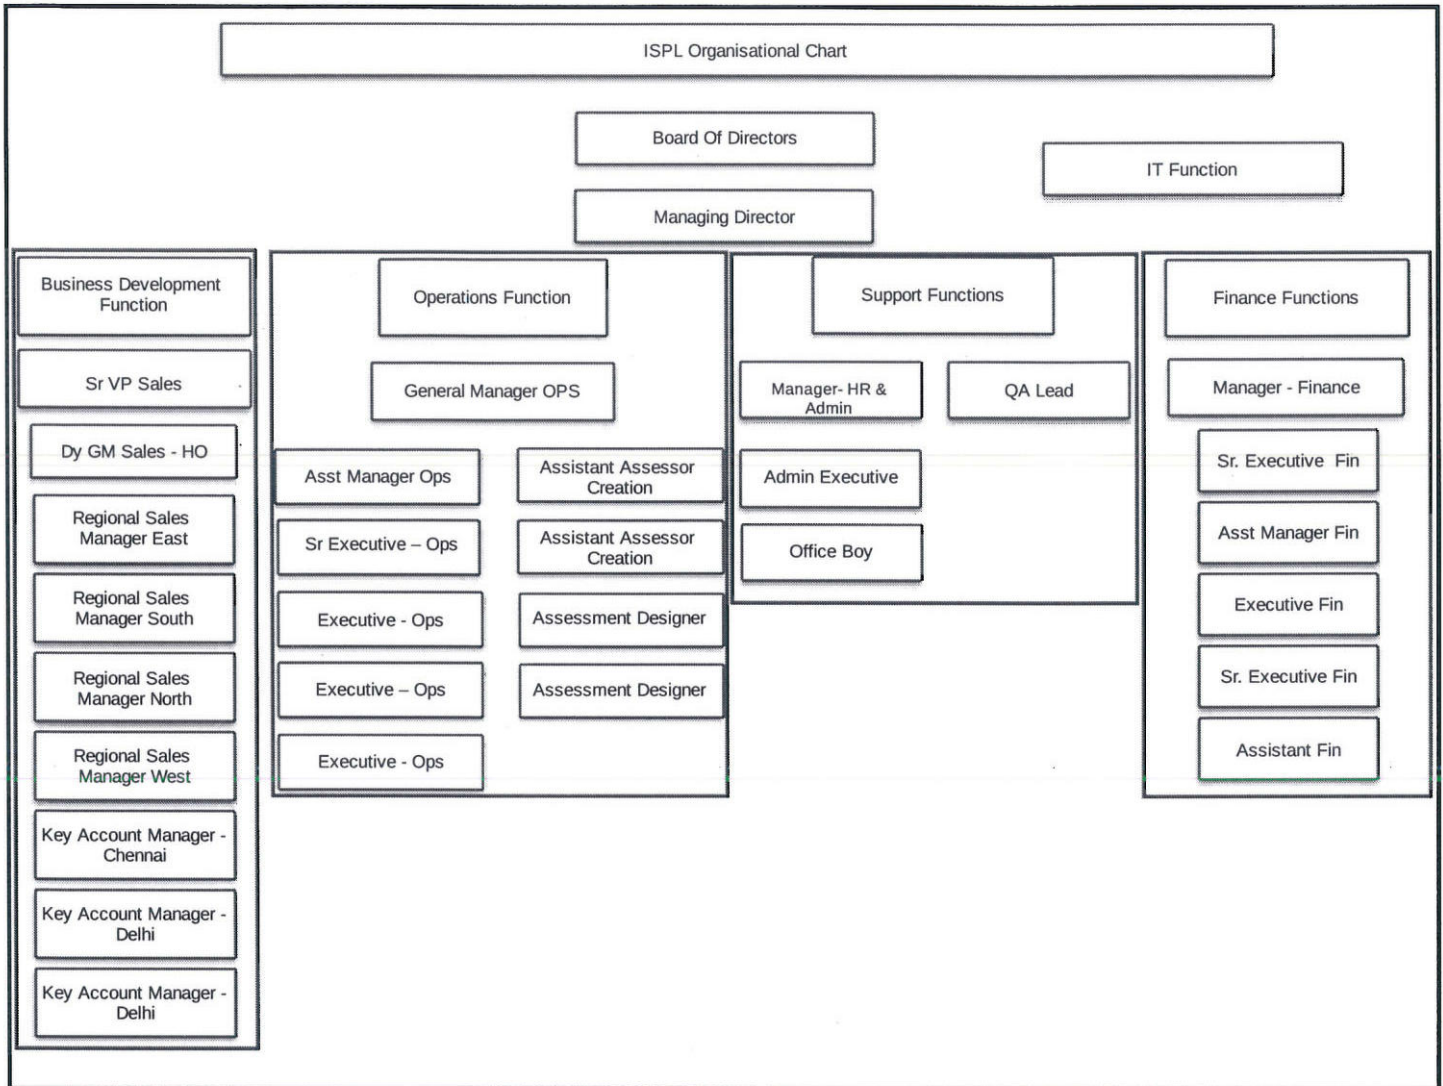 ISPL Organisational Chart
Board Of Directors
IT Function
Managing Director
Business Development
Function
Sr VP Sales
Dy GM Sales - HO
Regional Sales
Manager East
Regional Sales
Manager South
Regional Sales
Manager North
Regional Sales
Manager West
Key Account Manager -
Chennai
Key Account Manager -
Delhi
Key Account Manager -
Delhi
Operations Function
General Manager OPS
Asst Manager Ops
Sr Executive – Ops
Executive - Ops
Executive – Ops
Executive - Ops
Assistant Assessor
Creation
Assistant Assessor
Creation
Assessment Designer
Assessment Designer
Support Functions
Manager- HR &
Admin
Admin Executive
Office Boy
QA Lead
Finance Functions
Manager - Finance
Sr. Executive Fin
Asst Manager Fin
Executive Fin
Sr. Executive Fin
Assistant Fin